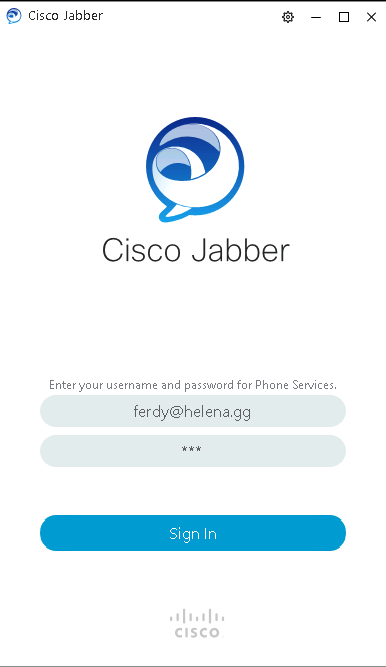 Cisco Jabber
Cisco Jabber
Enter your username and password for Phone Services.
ferdy@helena.gg
***
Sign In
CISCO